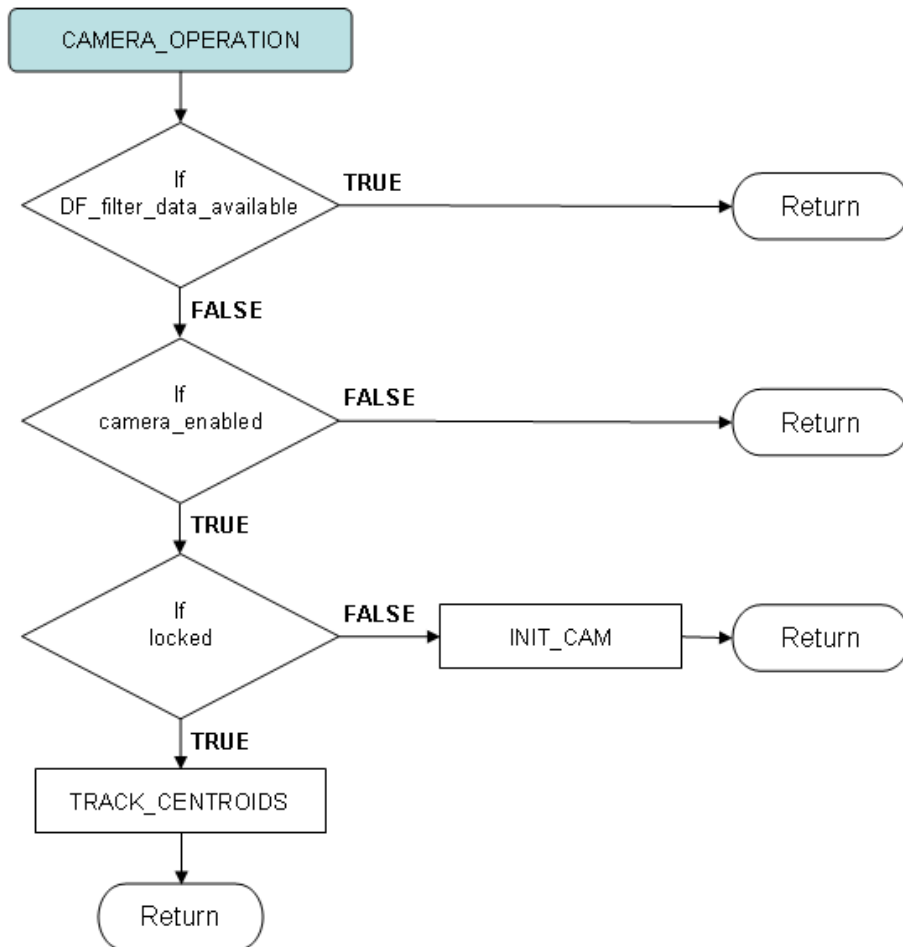 CAMERA_OPERATION
If
DF_filter_data_available
TRUE
Return
FALSE
If
camera_enabled
FALSE
Return
TRUE
If
locked
FALSE
INIT_CAM
Return
TRUE
TRACK_CENTROIDS
Return